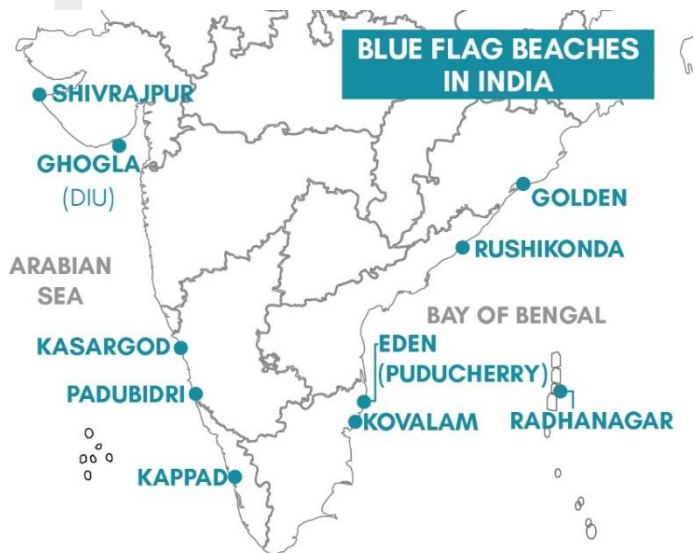 BLUE FLAG BEACHES
IN INDIA
SHIVRAJPUR
GHOGLA
(DIU)
GOLDEN
RUSHIKONDA
ARABIAN
SEA
BAY OF BENGAL
KASARGOD
EDEN
(PUDUCHERRY)
PADUBIDRI
KOVALAM
RADHANAGAR
KAPPAD